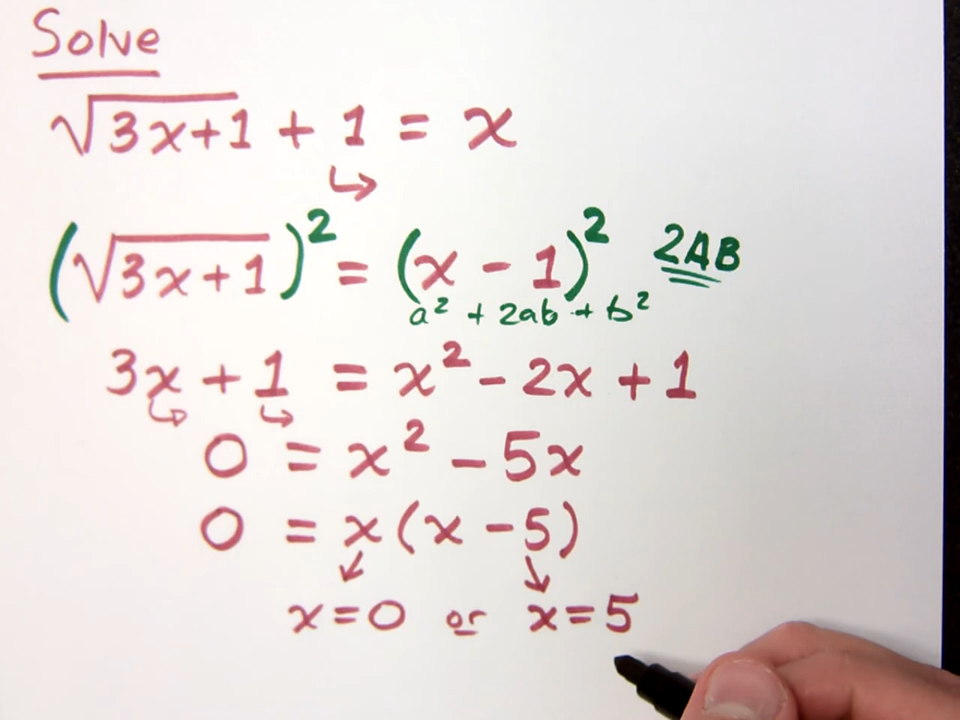 Solve
√3x+1 + 1 = x
(√3x+1)² = (x - 1)² 2AB
a² + 2ab + b²
3x + 1 = x² - 2x + 1
0 = x² - 5x
0 = x(x - 5)
x=0 or x=5